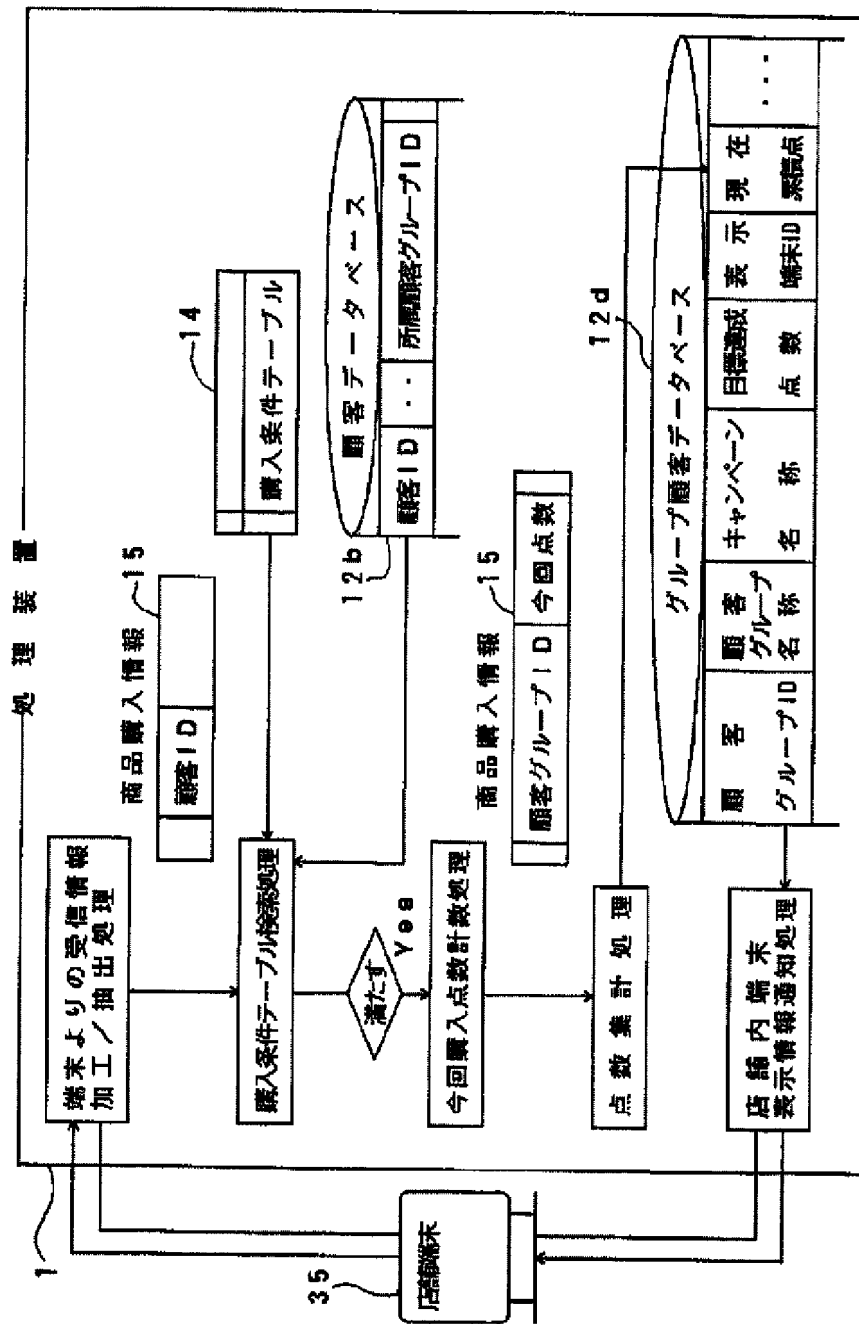 処理装置
1
端末よりの受信情報
加工／抽出処理
商品購入情報
15
顧客ID
購入条件テーブル検索処理
14
購入条件テーブル
満たす
Yes
顧客データベース
顧客ID
・・
所属顧客グループID
12b
今回購入点数計数処理
商品購入情報
15
顧客グループID
今回点数
点数集計処理
12d
グループ顧客データベース
顧客
グループID
顧客
グループ
名称
キャンペーン
名称
目標達成
点数
表示
端末ID
現在
累積点
・・・
店舗内端末
表示情報通知処理
35
店舗端末